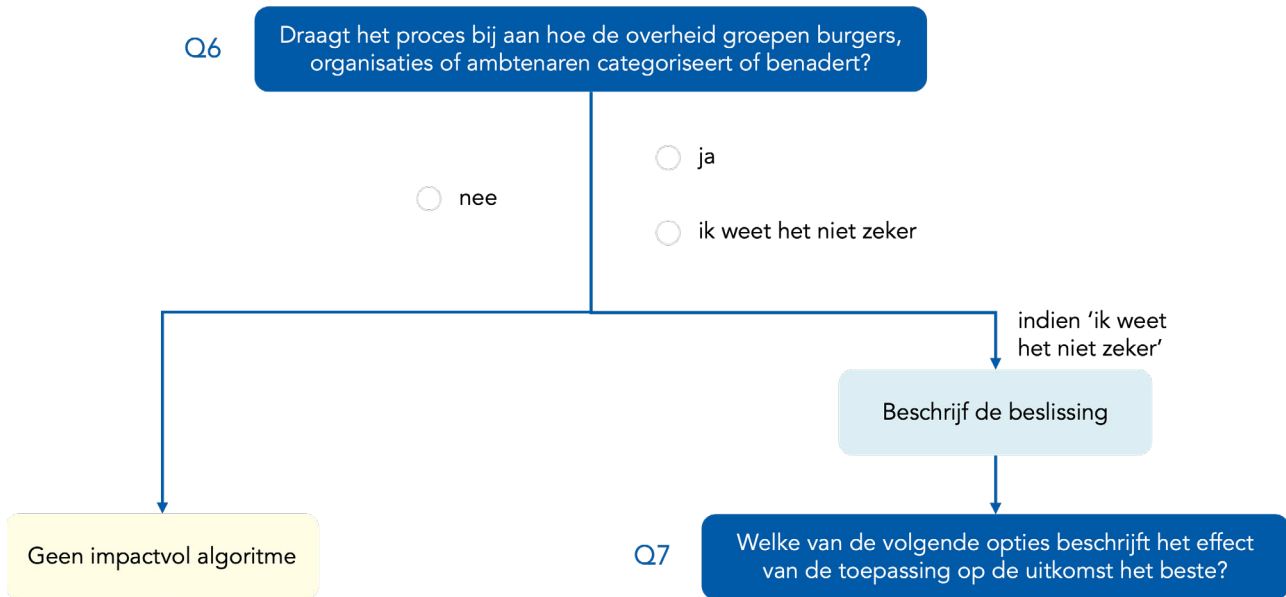 Q6
Draagt het proces bij aan hoe de overheid groepen burgers,
organisaties of ambtenaren categoriseert of benadert?
ja
nee
ik weet het niet zeker
indien ‘ik weet
het niet zeker’
Beschrijf de beslissing
Geen impactvol algoritme
Q7
Welke van de volgende opties beschrijft het effect
van de toepassing op de uitkomst het beste?